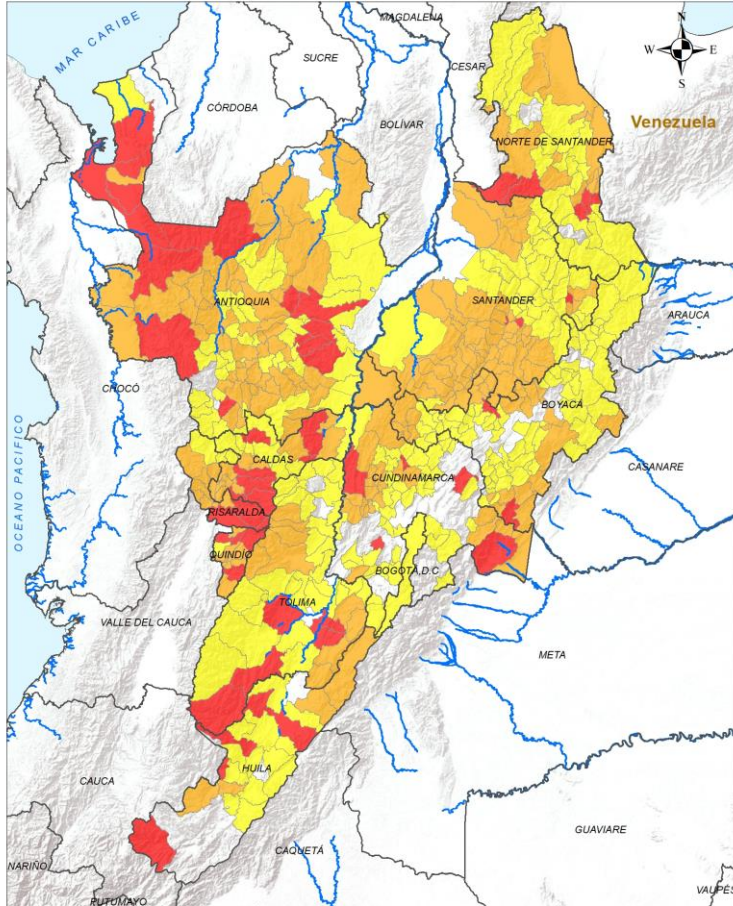 MAGDALENA
N
MAR CARIBE
SUCRE
W
E
CESAR
S
CÓRDOBA
BOLÍVAR
Venezuela
NORTE DE SANTANDER
ANTIOQUIA
SANTANDER
ARAUCA
CHOCÓ
BOYACÁ
CALDAS
CASANARE
CUNDINAMARCA
OCEANO PACIFICO
RISARALDA
QUINDÍO
BOGOTÁ, D.C
TOLIMA
VALLE DEL CAUCA
META
HUILA
CAUCA
GUAVIARE
CAQUETÁ
NARIÑO
PUTUMAYO
VAUPÉS